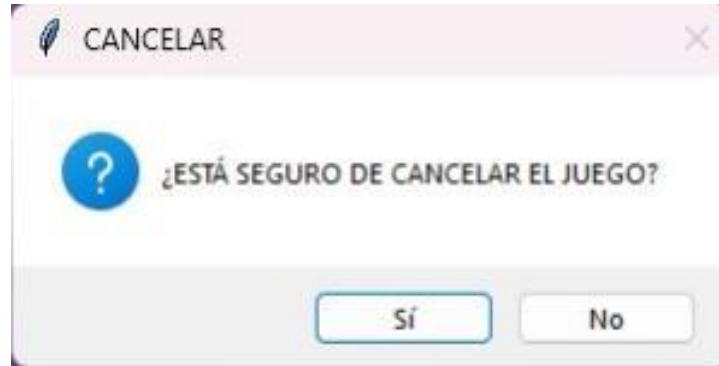 CANCELAR
¿ESTÁ SEGURO DE CANCELAR EL JUEGO?
Sí No